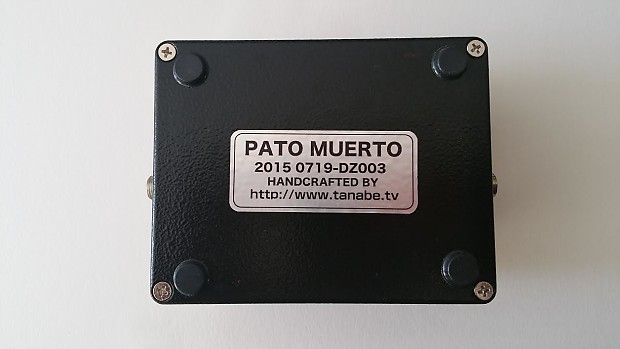 PATO MUERTO
2015 0719-DZ003
HANDCRAFTED BY
http://www.tanabe.tv